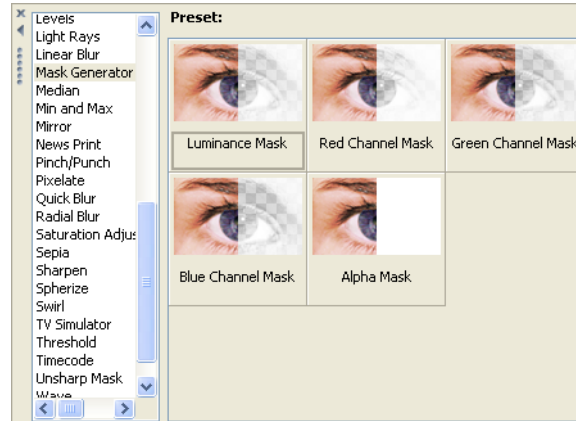 Levels
Light Rays
Linear Blur
Mask Generator
Median
Min and Max
Mirror
News Print
Pinch/Punch
Pixelate
Quick Blur
Radial Blur
Saturation Adjus
Sepia
Sharpen
Spherize
Swirl
TV Simulator
Threshold
Timecode
Unsharp Mask
Wave
Preset:
Luminance Mask
Red Channel Mask
Green Channel Mask
Blue Channel Mask
Alpha Mask